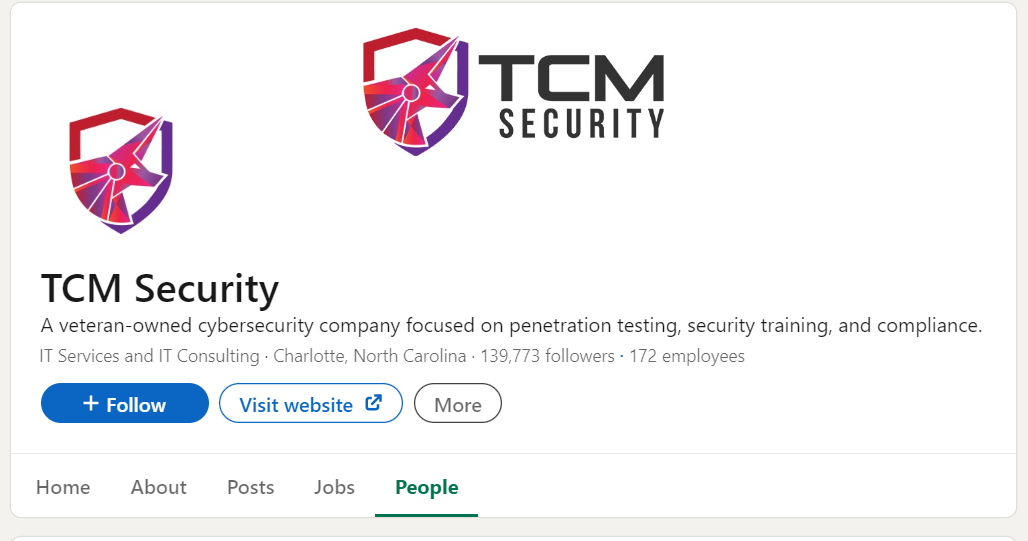 TCM
SECURITY
TCM Security
A veteran-owned cybersecurity company focused on penetration testing, security training, and compliance.
IT Services and IT Consulting · Charlotte, North Carolina · 139,773 followers · 172 employees
+ Follow
Visit website
More
Home
About
Posts
Jobs
People